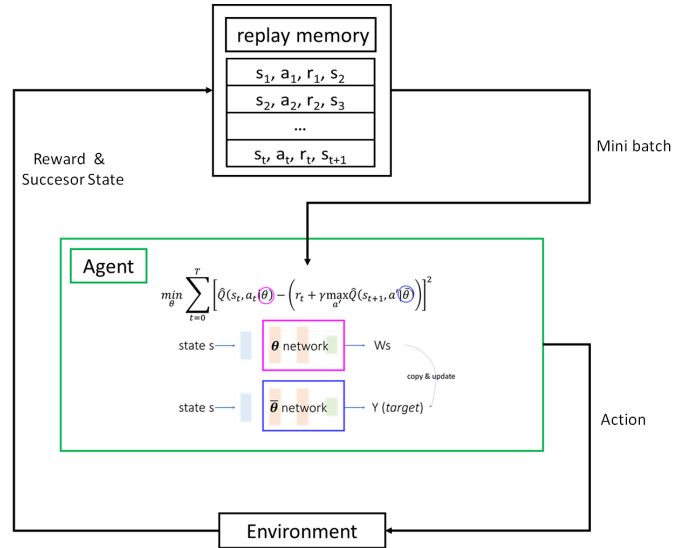 replay memory
s₁, a₁, r₁, s₂
s₂, a₂, r₂, s₃
...
sₜ, aₜ, rₜ, sₜ₊₁
Mini batch
Reward &
Succesor State
Agent
min_θ ∑_{t=0}^{T} [Q̂(sₜ, aₜ|θ) − (rₜ + γ max_{a′} Q̂(sₜ₊₁, a′|θ̅))]²
state s
θ network
Ws
copy & update
state s
θ̅ network
Y (target)
Action
Environment